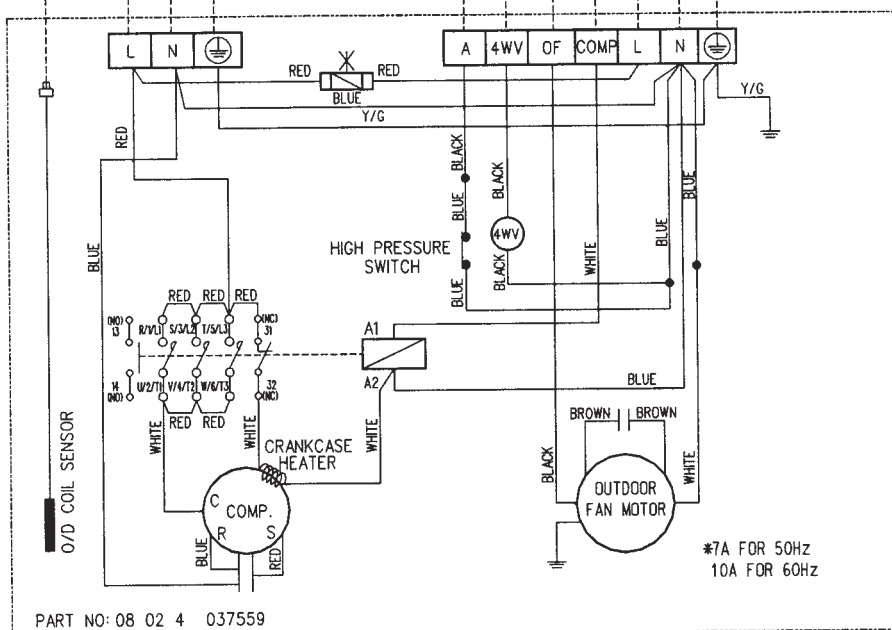 L N
A 4WV OF COMP L N
RED RED
BLUE
Y/G
Y/G
RED
BLACK
BLACK
BLUE
BLUE
4WV
HIGH PRESSURE
SWITCH
WHITE
BLUE
BLUE
BLACK
BLUE
RED RED RED
(NO) 13 R/1/L1 S/3/L2 T/5/L3 (NC) 31
A1
A2
14 (NO) U/2/T1 V/4/T2 W/6/T3 32 (NC)
RED RED
BLUE
WHITE
WHITE
WHITE
CRANKCASE
HEATER
BROWN BROWN
BLACK
WHITE
OUTDOOR
FAN MOTOR
O/D COIL SENSOR
C COMP.
R S
BLUE
RED
*7A FOR 50Hz
10A FOR 60Hz
PART NO: 08 02 4 037559